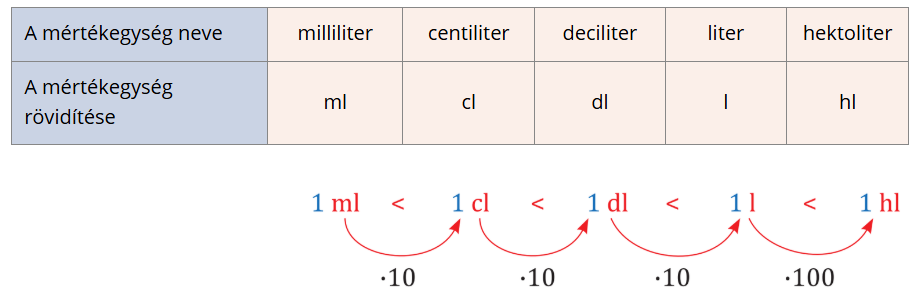 A mértékegység neve milliliter centiliter deciliter liter hektoliter
A mértékegység
rövidítése ml cl dl l hl
1 ml < 1 cl < 1 dl < 1 l < 1 hl
·10 ·10 ·10 ·100